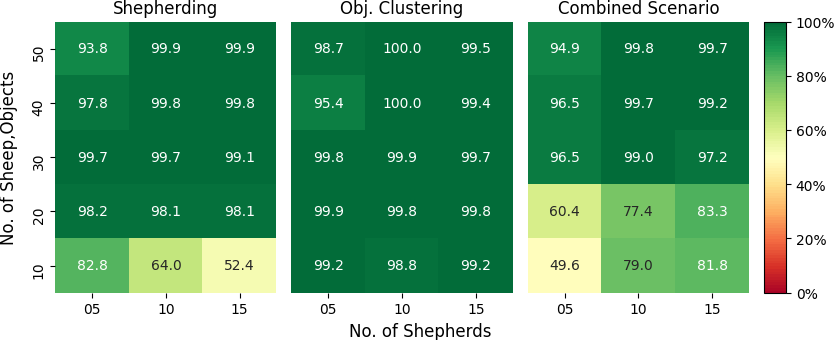 Shepherding Obj. Clustering Combined Scenario
No. of Sheep,Objects
50 93.8 99.9 99.9 98.7 100.0 99.5 94.9 99.8 99.7 100%
40 97.8 99.8 99.8 95.4 100.0 99.4 96.5 99.7 99.2 80%
30 99.7 99.7 99.1 99.8 99.9 99.7 96.5 99.0 97.2 60%
20 98.2 98.1 98.1 99.9 99.8 99.8 60.4 77.4 83.3 40%
10 82.8 64.0 52.4 99.2 98.8 99.2 49.6 79.0 81.8 20%
0%
05 10 15 05 10 15 05 10 15
No. of Shepherds